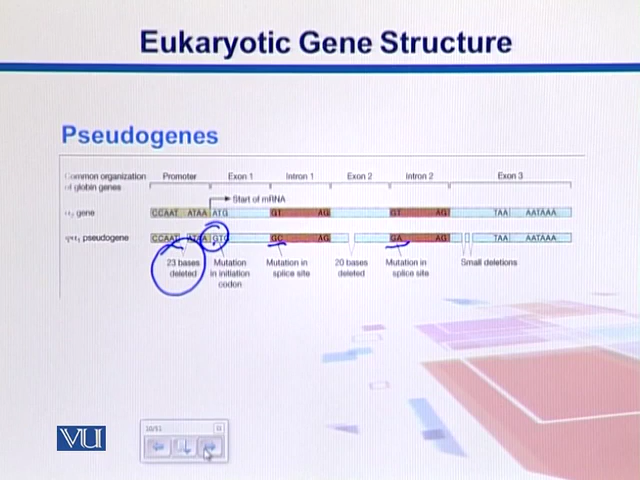 Eukaryotic Gene Structure
Pseudogenes
Common organization Promoter Exon 1 Intron 1 Exon 2 Intron 2 Exon 3
of globin genes
Start of mRNA
gene CCAAT ATAA ATG GT AG GT AG TAA AATAAA
pseudogene CCAAT GTG GC AG GA AG TAA AATAAA
23 bases Mutation Mutation in 20 bases Mutation in Small deletions
deleted in initiation splice site deleted splice site
codon
10/11
VU